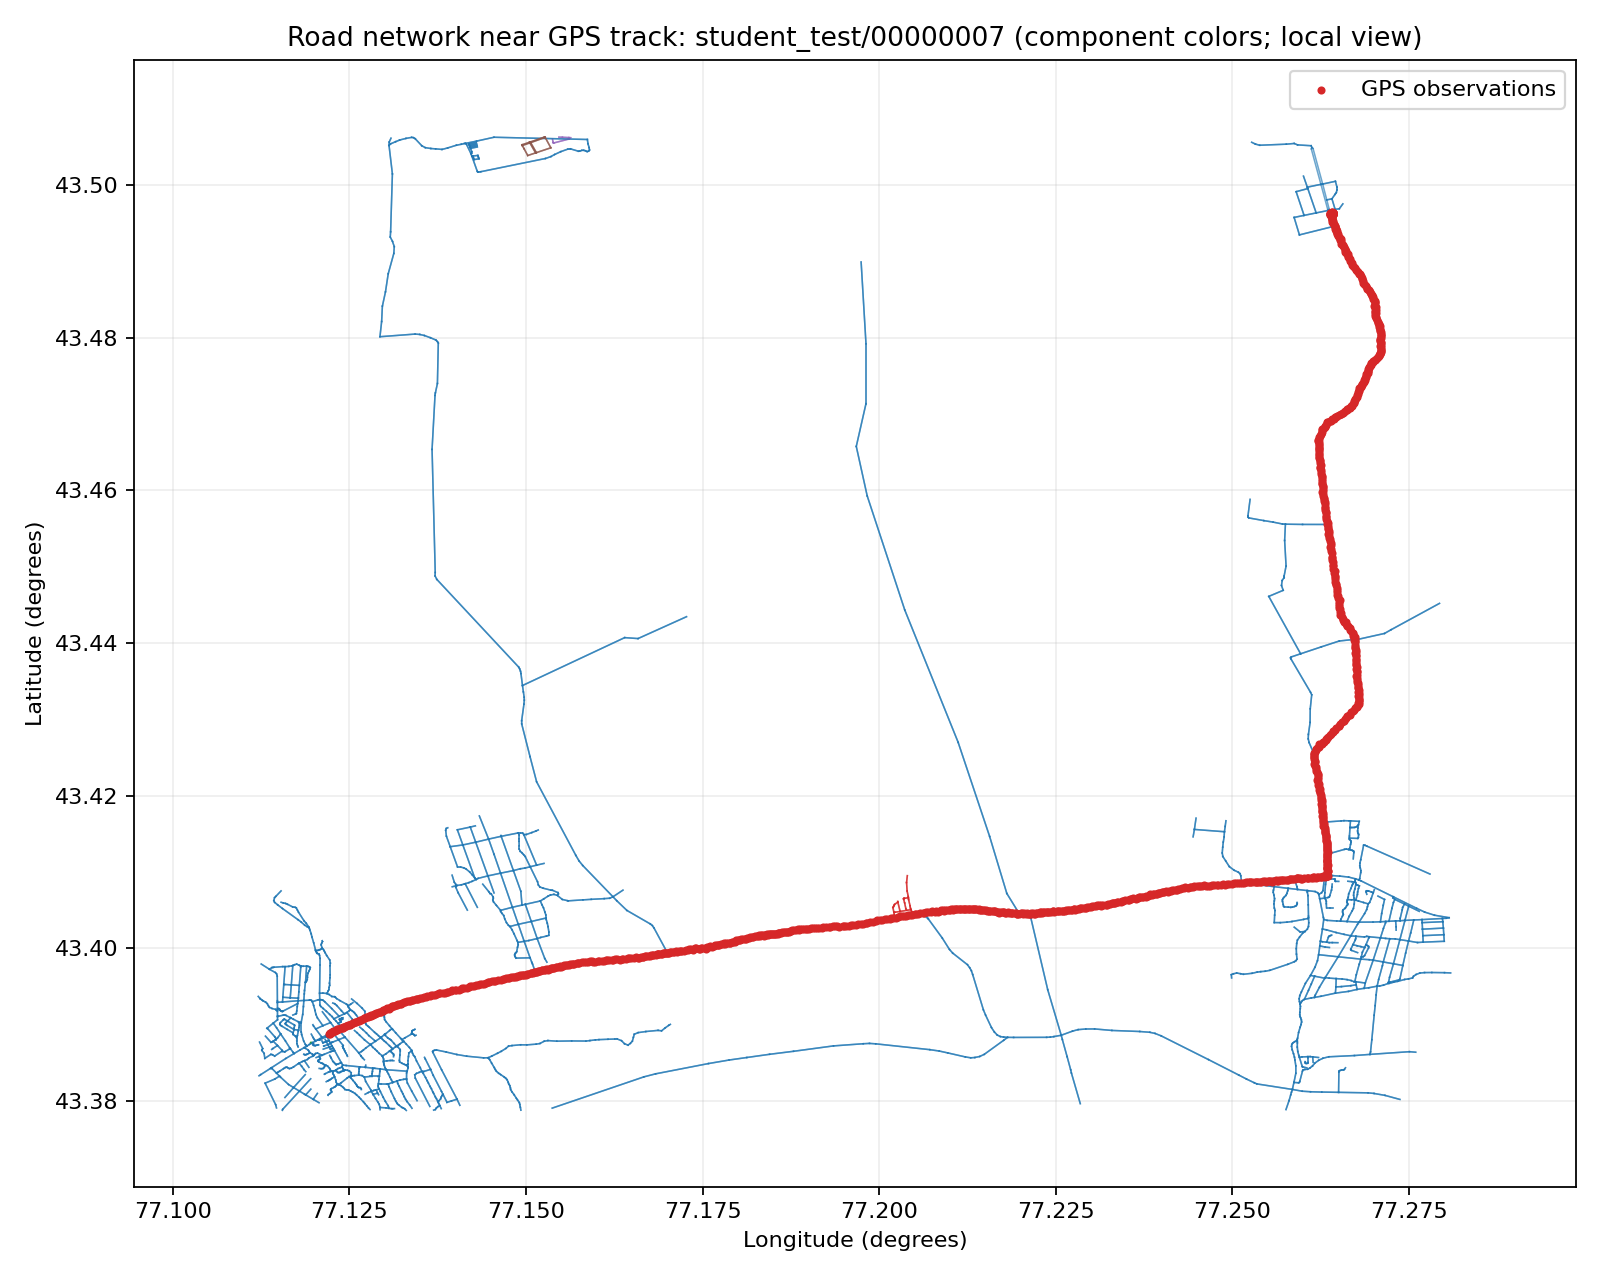 Road network near GPS track: student_test/00000007 (component colors; local view)
GPS observations
43.50
43.48
43.46
43.44
43.42
43.40
43.38
Latitude (degrees)
77.100 77.125 77.150 77.175 77.200 77.225 77.250 77.275
Longitude (degrees)